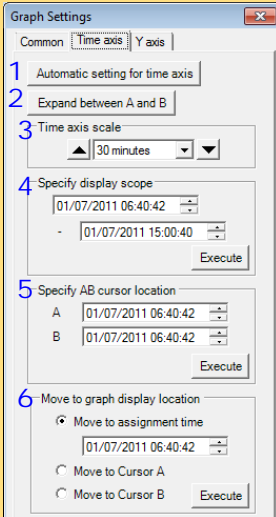 Graph Settings
Common Time axis Y axis
1 Automatic setting for time axis
2 Expand between A and B
3 Time axis scale
30 minutes
4 Specify display scope
01/07/2011 06:40:42
- 01/07/2011 15:00:40
Execute
5 Specify AB cursor location
A 01/07/2011 06:40:42
B 01/07/2011 06:40:42
Execute
6 Move to graph display location
Move to assignment time
01/07/2011 06:40:42
Move to Cursor A
Move to Cursor B Execute